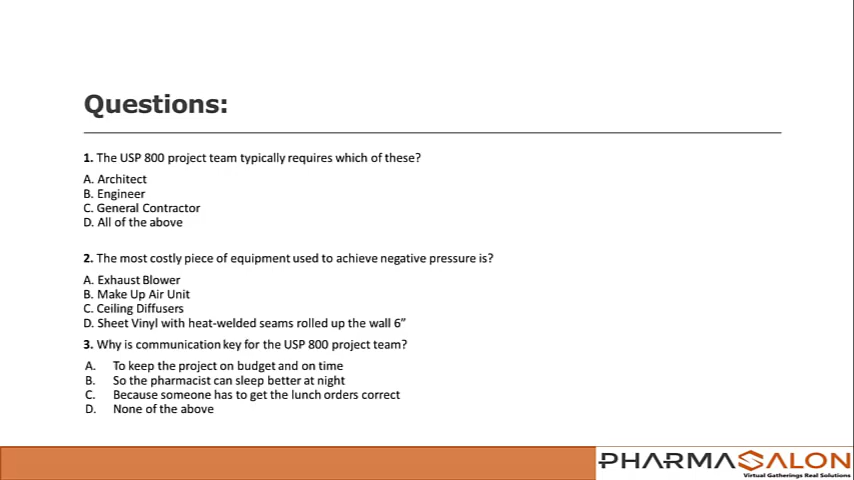 Questions:
1. The USP 800 project team typically requires which of these?
A. Architect
B. Engineer
C. General Contractor
D. All of the above
2. The most costly piece of equipment used to achieve negative pressure is?
A. Exhaust Blower
B. Make Up Air Unit
C. Ceiling Diffusers
D. Sheet Vinyl with heat-welded seams rolled up the wall 6”
3. Why is communication key for the USP 800 project team?
A. To keep the project on budget and on time
B. So the pharmacist can sleep better at night
C. Because someone has to get the lunch orders correct
D. None of the above
PHARMASALON
Virtual Gatherings Real Solutions